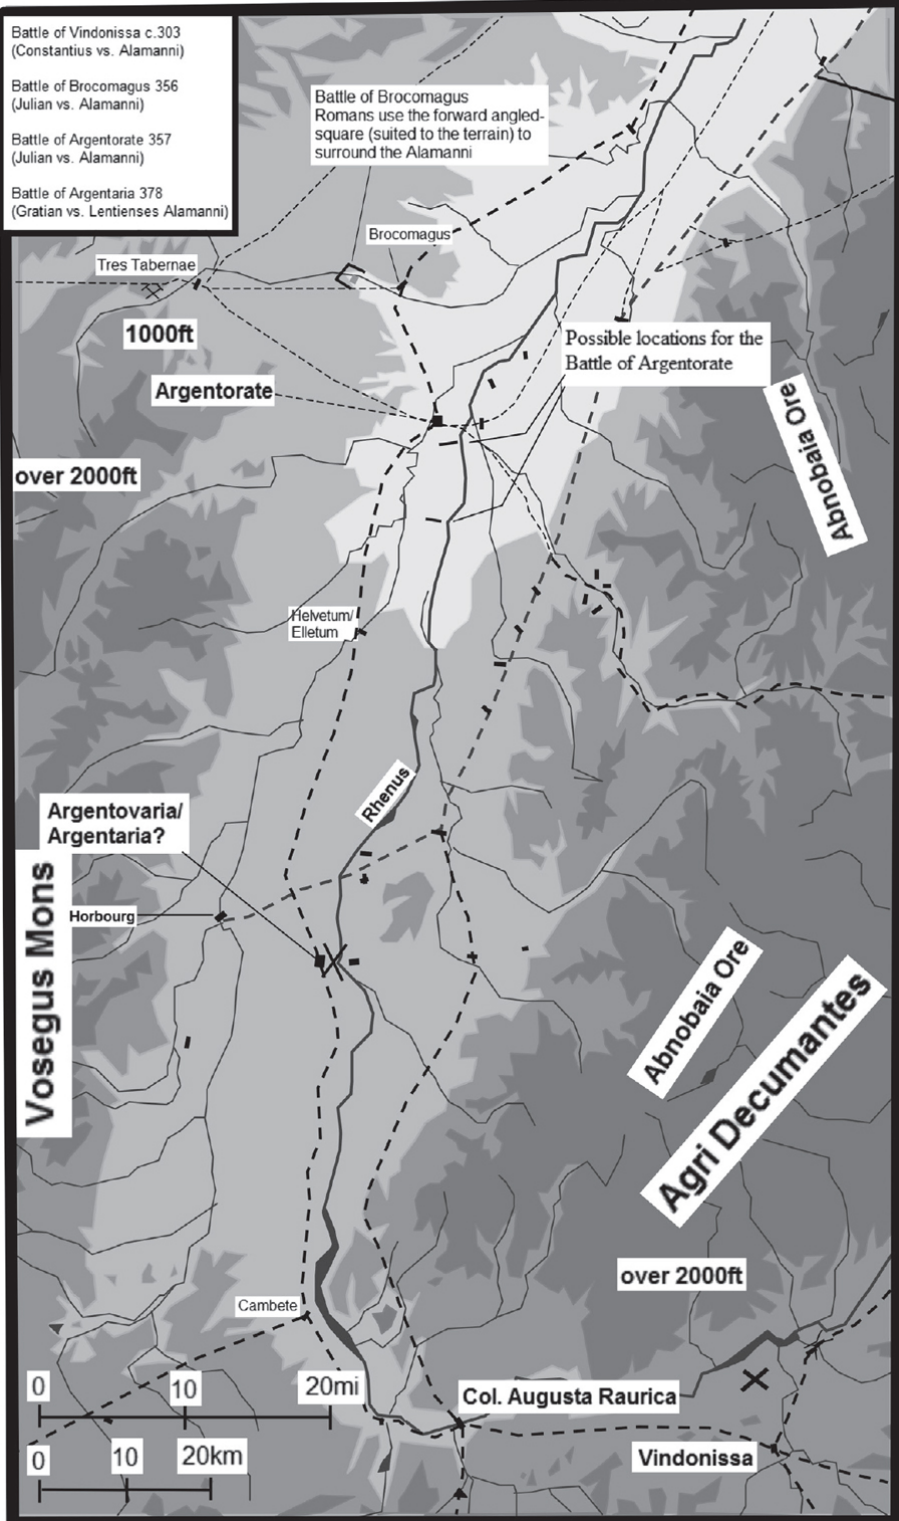 Battle of Vindonissa c.303
(Constantius vs. Alamanni)
Battle of Brocomagus 356
(Julian vs. Alamanni)
Battle of Argentorate 357
(Julian vs. Alamanni)
Battle of Argentaria 378
(Gratian vs. Lentienses Alamanni)
Battle of Brocomagus
Romans use the forward angled-
square (suited to the terrain) to
surround the Alamanni
Brocomagus
Tres Tabernae
1000ft
Possible locations for the
Battle of Argentorate
Argentorate
Abnobaia Ore
over 2000ft
Helvetum/
Elletum
Rhenus
Argentovaria/
Argentaria?
Vosegus Mons
Horbourg
Abnobaia Ore
Agri Decumantes
over 2000ft
Cambete
0 10 20mi
Col. Augusta Raurica
0 10 20km
Vindonissa